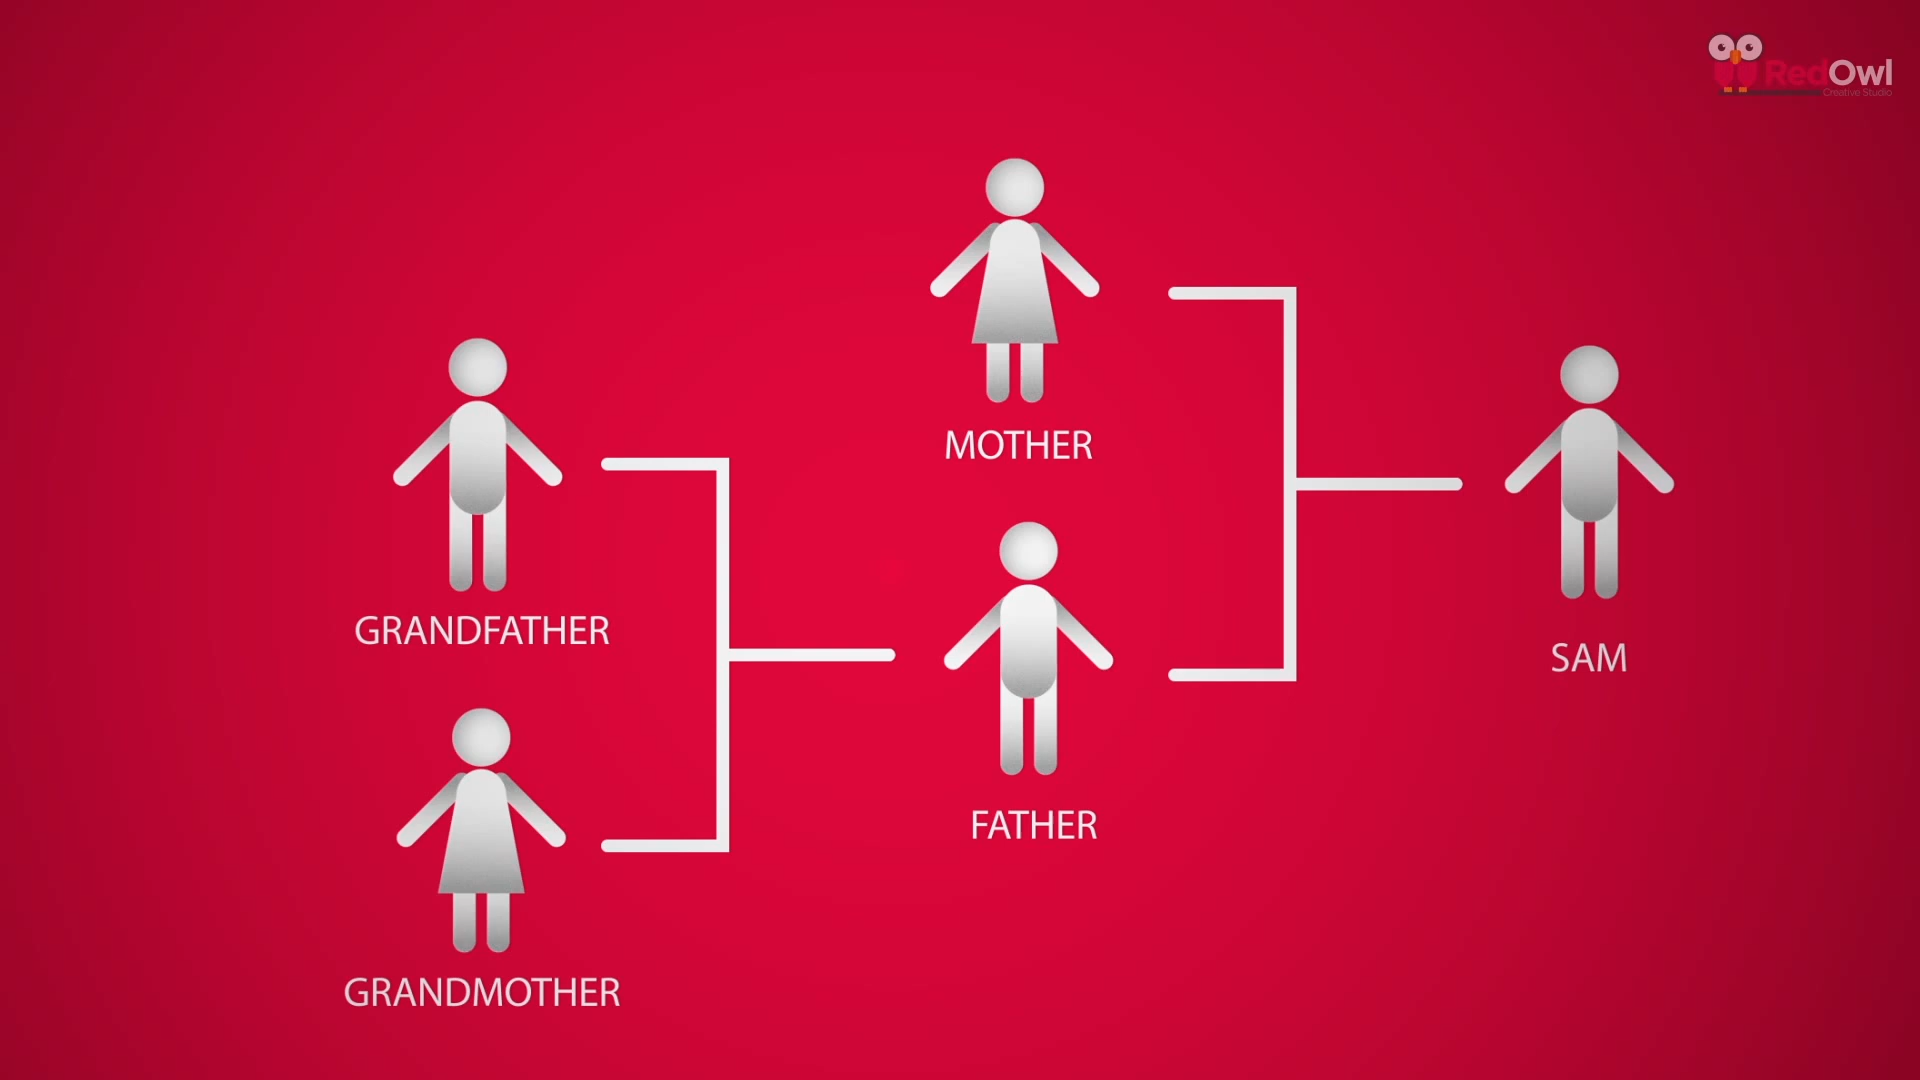 RedOwl
Creative Studio
MOTHER
GRANDFATHER
SAM
FATHER
GRANDMOTHER